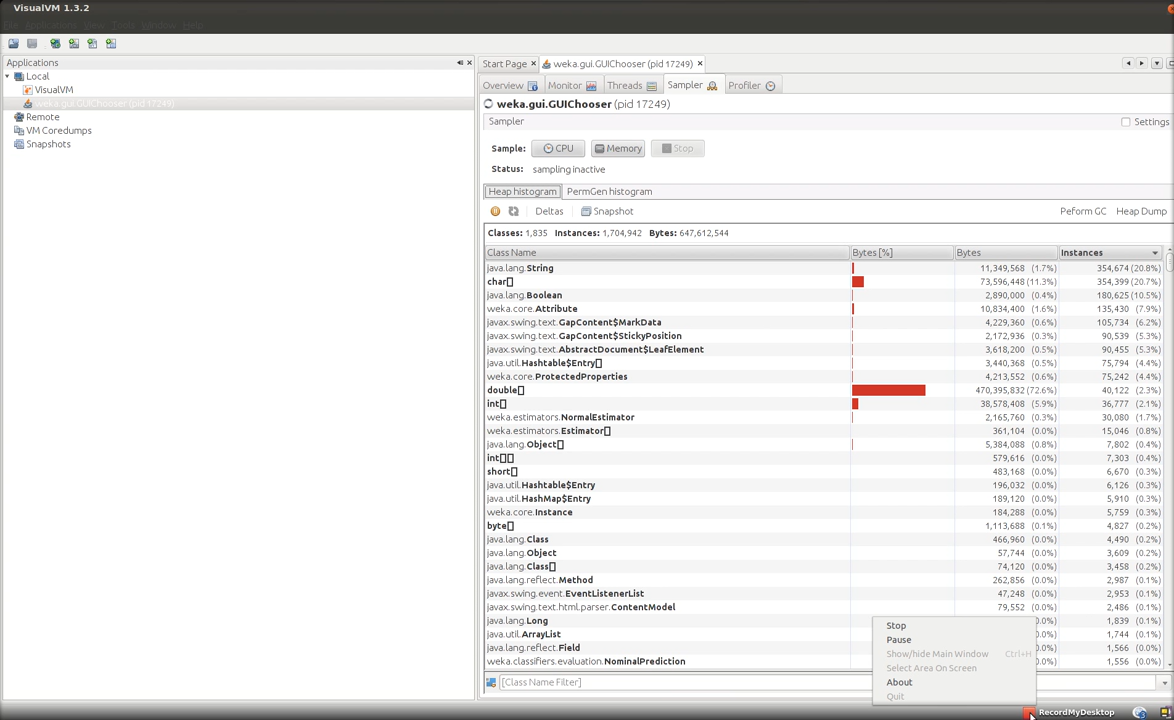 VisualVM 1.3.2
File Applications View Tools Window Help
Applications
Local
VisualVM
weka.gui.GUIChooser (pid 17249)
Remote
VM Coredumps
Snapshots
Start Page
weka.gui.GUIChooser (pid 17249)
Overview Monitor Threads Sampler Profiler
weka.gui.GUIChooser (pid 17249)
Sampler Settings
Sample: CPU Memory Stop
Status: sampling inactive
Heap histogram PermGen histogram
Deltas Snapshot Peform GC Heap Dump
Classes: 1,835 Instances: 1,704,942 Bytes: 647,612,544
Class Name Bytes [%] Bytes Instances
java.lang.String 11,349,568 (1.7%) 354,674 (20.8%)
char[] 73,596,448 (11.3%) 354,399 (20.7%)
java.lang.Boolean 2,890,000 (0.4%) 180,625 (10.5%)
weka.core.Attribute 10,834,400 (1.6%) 135,430 (7.9%)
javax.swing.text.GapContent$MarkData 4,229,360 (0.6%) 105,734 (6.2%)
javax.swing.text.GapContent$StickyPosition 2,172,936 (0.3%) 90,539 (5.3%)
javax.swing.text.AbstractDocument$LeafElement 3,618,200 (0.5%) 90,455 (5.3%)
java.util.Hashtable$Entry[] 3,440,368 (0.5%) 75,794 (4.4%)
weka.core.ProtectedProperties 4,213,552 (0.6%) 75,242 (4.4%)
double[] 470,395,832 (72.6%) 40,122 (2.3%)
int[] 38,578,408 (5.9%) 36,777 (2.1%)
weka.estimators.NormalEstimator 2,165,760 (0.3%) 30,080 (1.7%)
weka.estimators.Estimator[] 361,104 (0.0%) 15,046 (0.8%)
java.lang.Object[] 5,384,088 (0.8%) 7,802 (0.4%)
int[][] 579,616 (0.0%) 7,303 (0.4%)
short[] 483,168 (0.0%) 6,670 (0.3%)
java.util.Hashtable$Entry 196,032 (0.0%) 6,126 (0.3%)
java.util.HashMap$Entry 189,120 (0.0%) 5,910 (0.3%)
weka.core.Instance 184,288 (0.0%) 5,759 (0.3%)
byte[] 1,113,688 (0.1%) 4,827 (0.2%)
java.lang.Class 466,960 (0.0%) 4,490 (0.2%)
java.lang.Object 57,744 (0.0%) 3,609 (0.2%)
java.lang.Class[] 74,120 (0.0%) 3,458 (0.2%)
java.lang.reflect.Method 262,856 (0.0%) 2,987 (0.1%)
javax.swing.event.EventListenerList 47,248 (0.0%) 2,953 (0.1%)
javax.swing.text.html.parser.ContentModel 79,552 (0.0%) 2,486 (0.1%)
java.lang.Long (0.0%) 1,839 (0.1%)
java.util.ArrayList (0.0%) 1,744 (0.1%)
java.lang.reflect.Field (0.0%) 1,566 (0.0%)
weka.classifiers.evaluation.NominalPrediction (0.0%) 1,556 (0.0%)
[Class Name Filter]
Stop
Pause
Show/hide Main Window Ctrl+H
Select Area On Screen
About
Quit
RecordMyDesktop